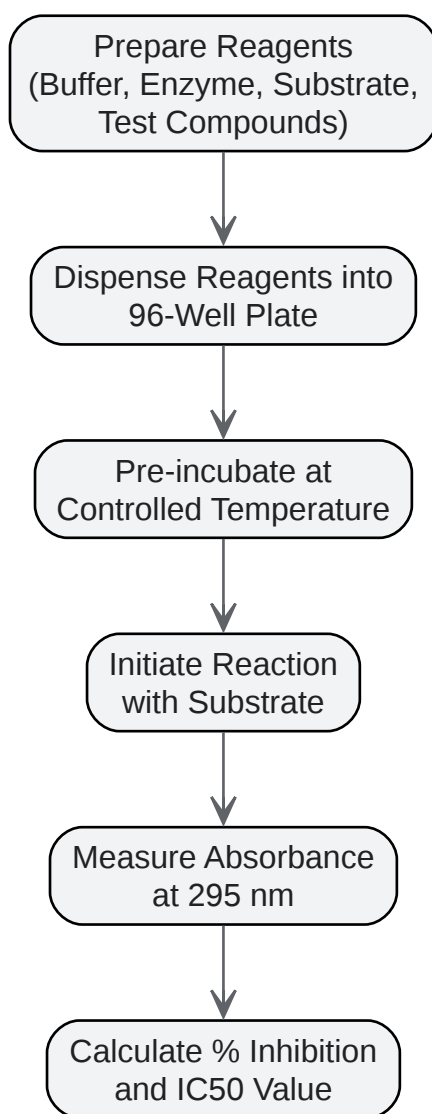 Prepare Reagents
(Buffer, Enzyme, Substrate,
Test Compounds)
Dispense Reagents into
96-Well Plate
Pre-incubate at
Controlled Temperature
Initiate Reaction
with Substrate
Measure Absorbance
at 295 nm
Calculate % Inhibition
and IC50 Value